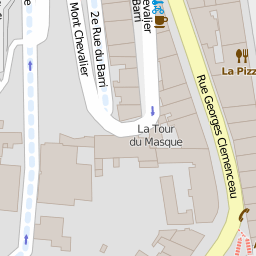 Mont Chevalier
2e Rue du Barri
Chevalier
Barri
La Pizz
Rue Georges Clemenceau
La Tour
du Masque